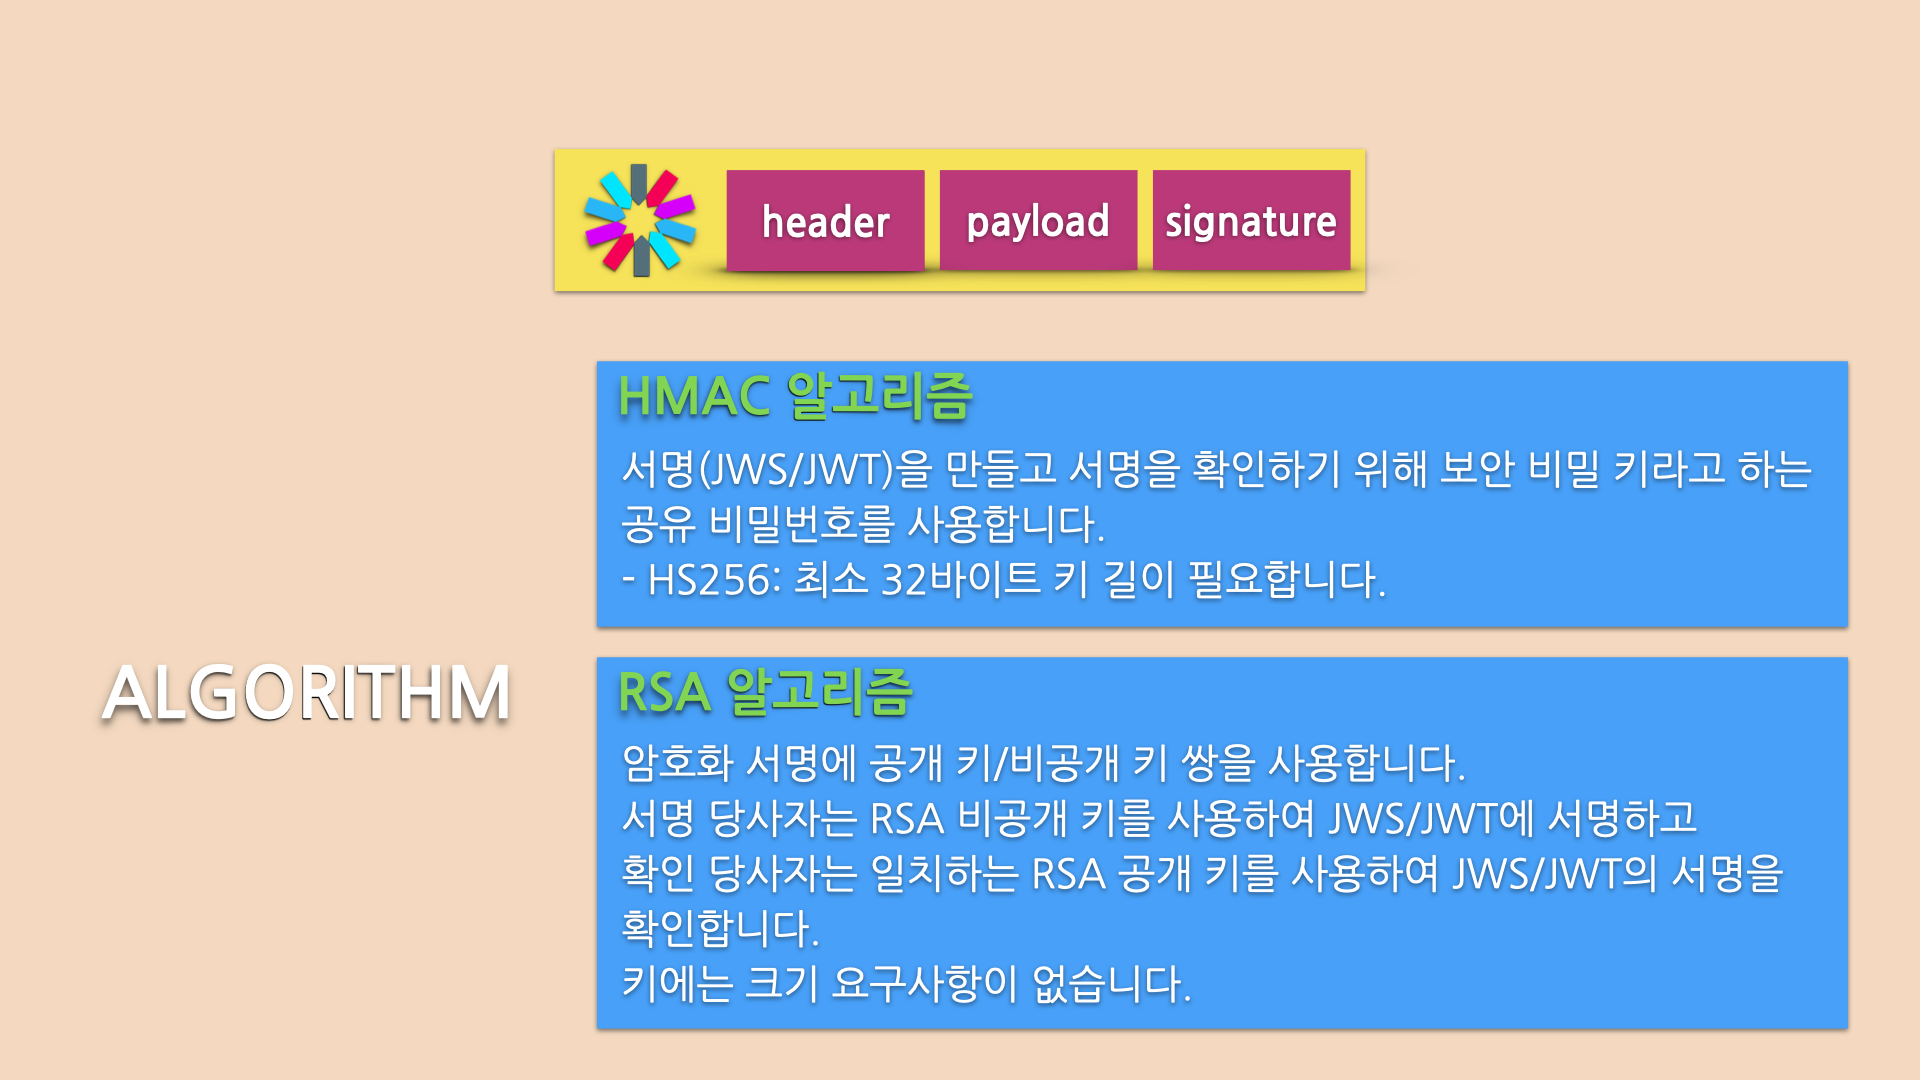 header
payload
signature
HMAC 알고리즘
서명(JWS/JWT)을 만들고 서명을 확인하기 위해 보안 비밀 키라고 하는
공유 비밀번호를 사용합니다.
- HS256: 최소 32바이트 키 길이 필요합니다.
ALGORITHM
RSA 알고리즘
암호화 서명에 공개 키/비공개 키 쌍을 사용합니다.
서명 당사자는 RSA 비공개 키를 사용하여 JWS/JWT에 서명하고
확인 당사자는 일치하는 RSA 공개 키를 사용하여 JWS/JWT의 서명을
확인합니다.
키에는 크기 요구사항이 없습니다.